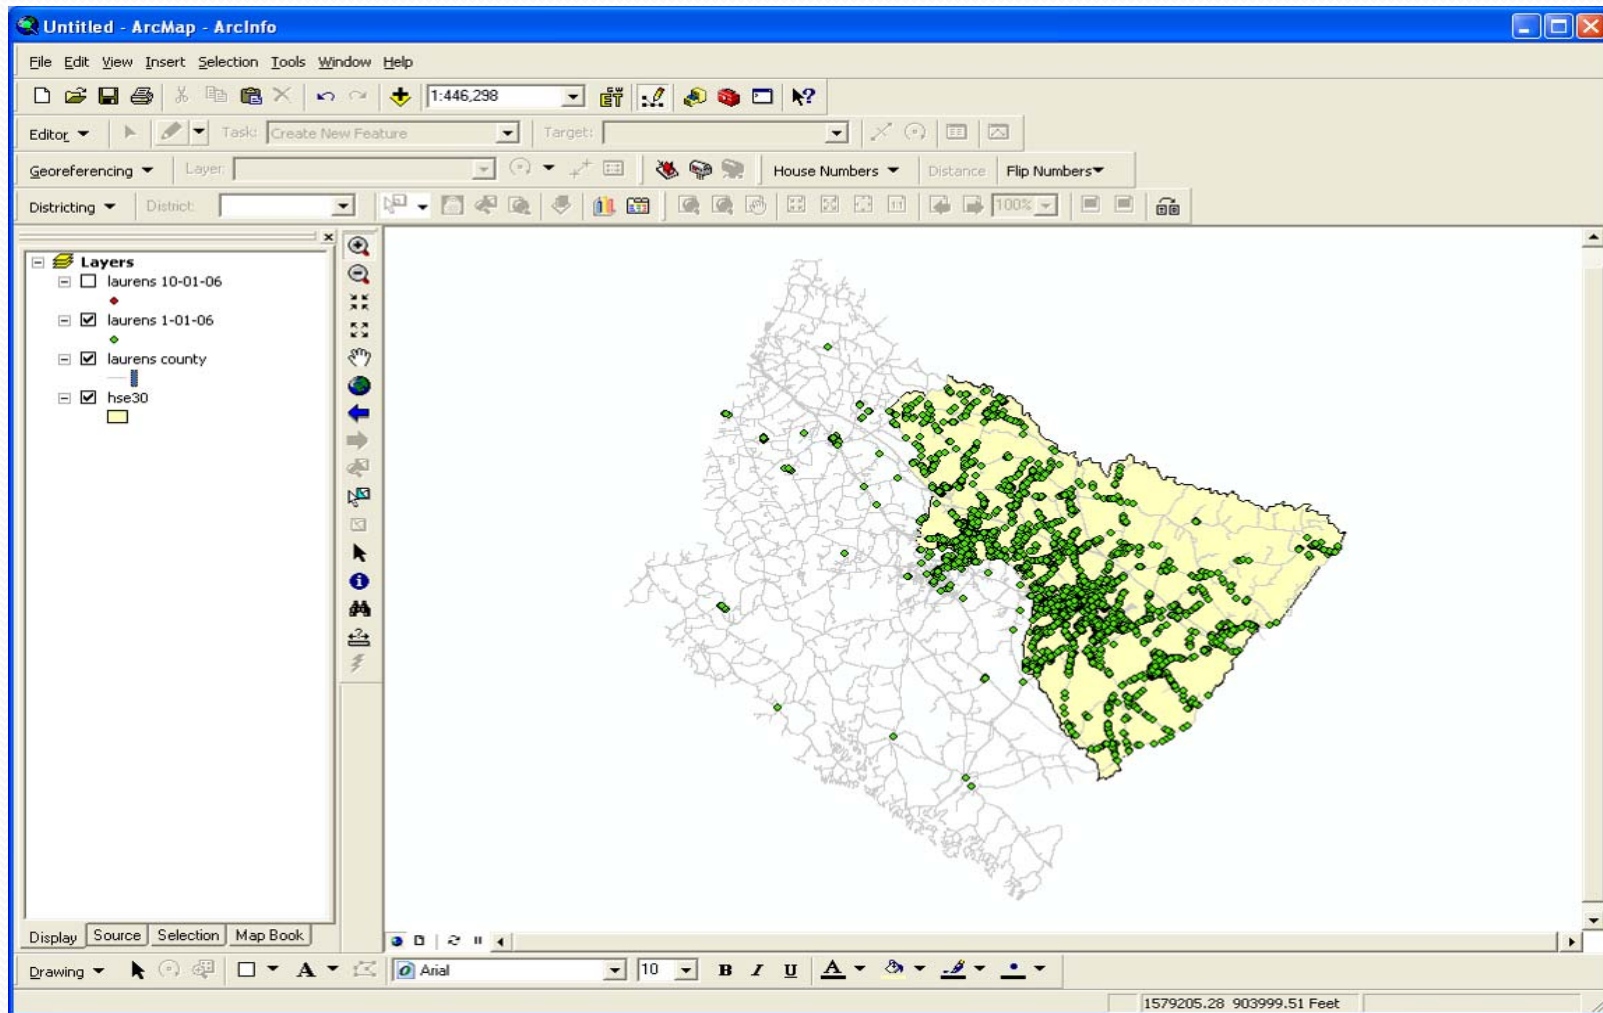 Untitled - ArcMap - ArcInfo
File Edit View Insert Selection Tools Window Help
1:446,298
Editor Task: Create New Feature Target:
Georeferencing Layer: House Numbers Distance Flip Numbers
Districting District: 100%
Layers
laurens 10-01-06
laurens 1-01-06
laurens county
hse30
Display Source Selection Map Book
Drawing A Arial 10 B I U A
1579205.28 903999.51 Feet